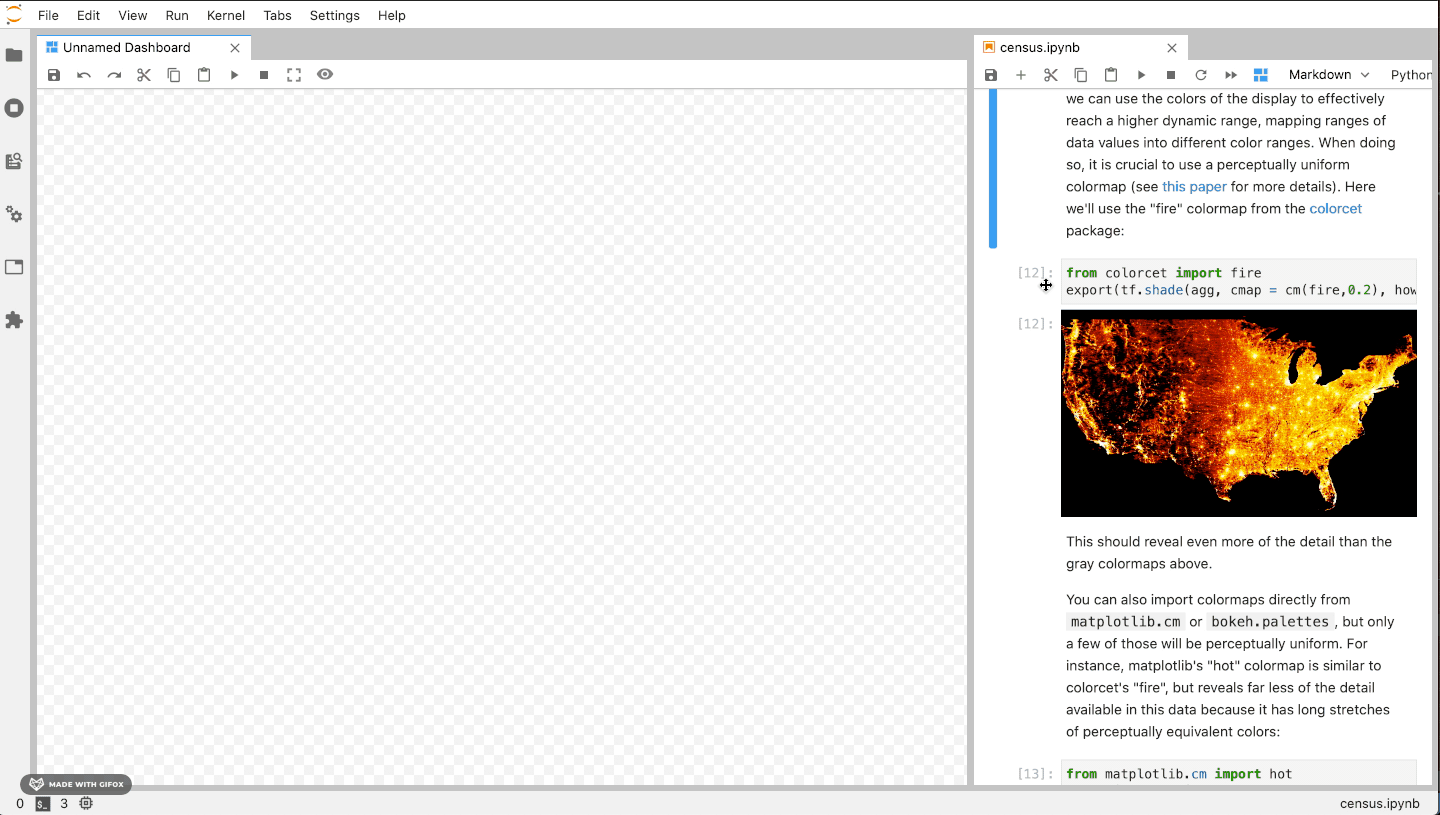 File Edit View Run Kernel Tabs Settings Help
Unnamed Dashboard
census.ipynb
Markdown Python
we can use the colors of the display to effectively
reach a higher dynamic range, mapping ranges of
data values into different color ranges. When doing
so, it is crucial to use a perceptually uniform
colormap (see this paper for more details). Here
we'll use the "fire" colormap from the colorcet
package:
[12]: from colorcet import fire
export(tf.shade(agg, cmap = cm(fire,0.2), how
[12]:
This should reveal even more of the detail than the
gray colormaps above.
You can also import colormaps directly from
matplotlib.cm or bokeh.palettes , but only
a few of those will be perceptually uniform. For
instance, matplotlib's "hot" colormap is similar to
colorcet's "fire", but reveals far less of the detail
available in this data because it has long stretches
of perceptually equivalent colors:
[13]: from matplotlib.cm import hot
MADE WITH GIFOX
0 $_ 3
census.ipynb